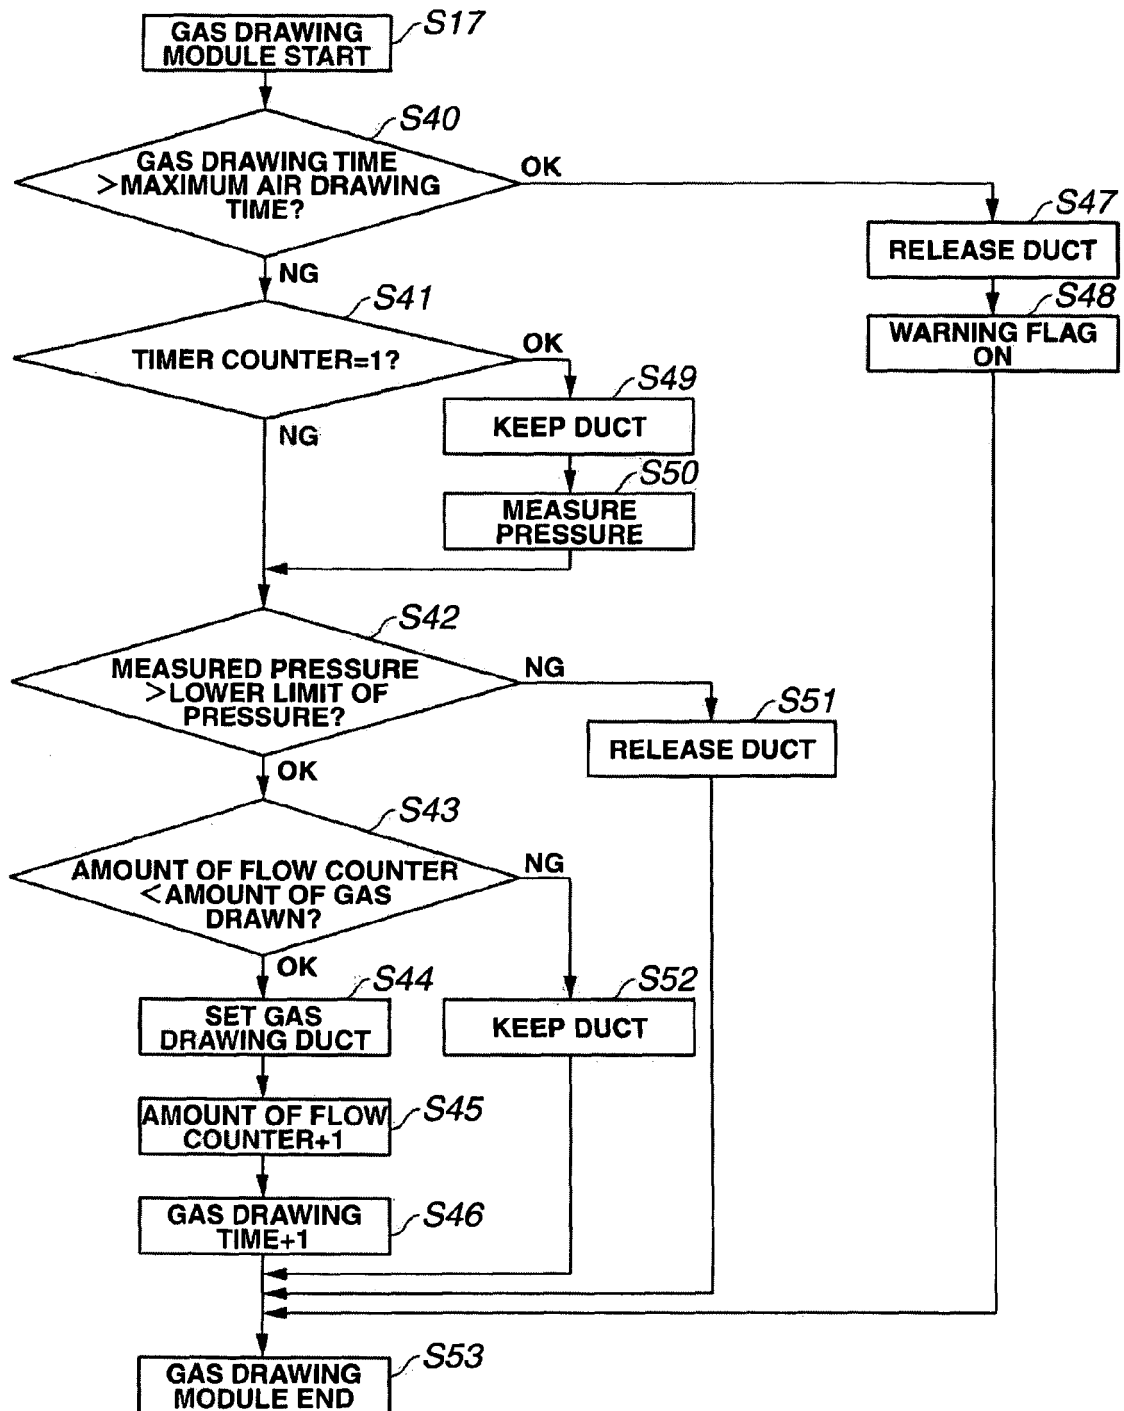 GAS DRAWING
MODULE START
S17
S40
GAS DRAWING TIME
>MAXIMUM AIR DRAWING
TIME?
OK
NG
S47
RELEASE DUCT
S48
WARNING FLAG
ON
S41
TIMER COUNTER=1?
OK
NG
S49
KEEP DUCT
S50
MEASURE
PRESSURE
S42
MEASURED PRESSURE
>LOWER LIMIT OF
PRESSURE?
NG
OK
S51
RELEASE DUCT
S43
AMOUNT OF FLOW COUNTER
<AMOUNT OF GAS
DRAWN?
NG
OK
S44
SET GAS
DRAWING DUCT
S52
KEEP DUCT
AMOUNT OF FLOW
COUNTER+1
S45
GAS DRAWING
TIME+1
S46
GAS DRAWING
MODULE END
S53